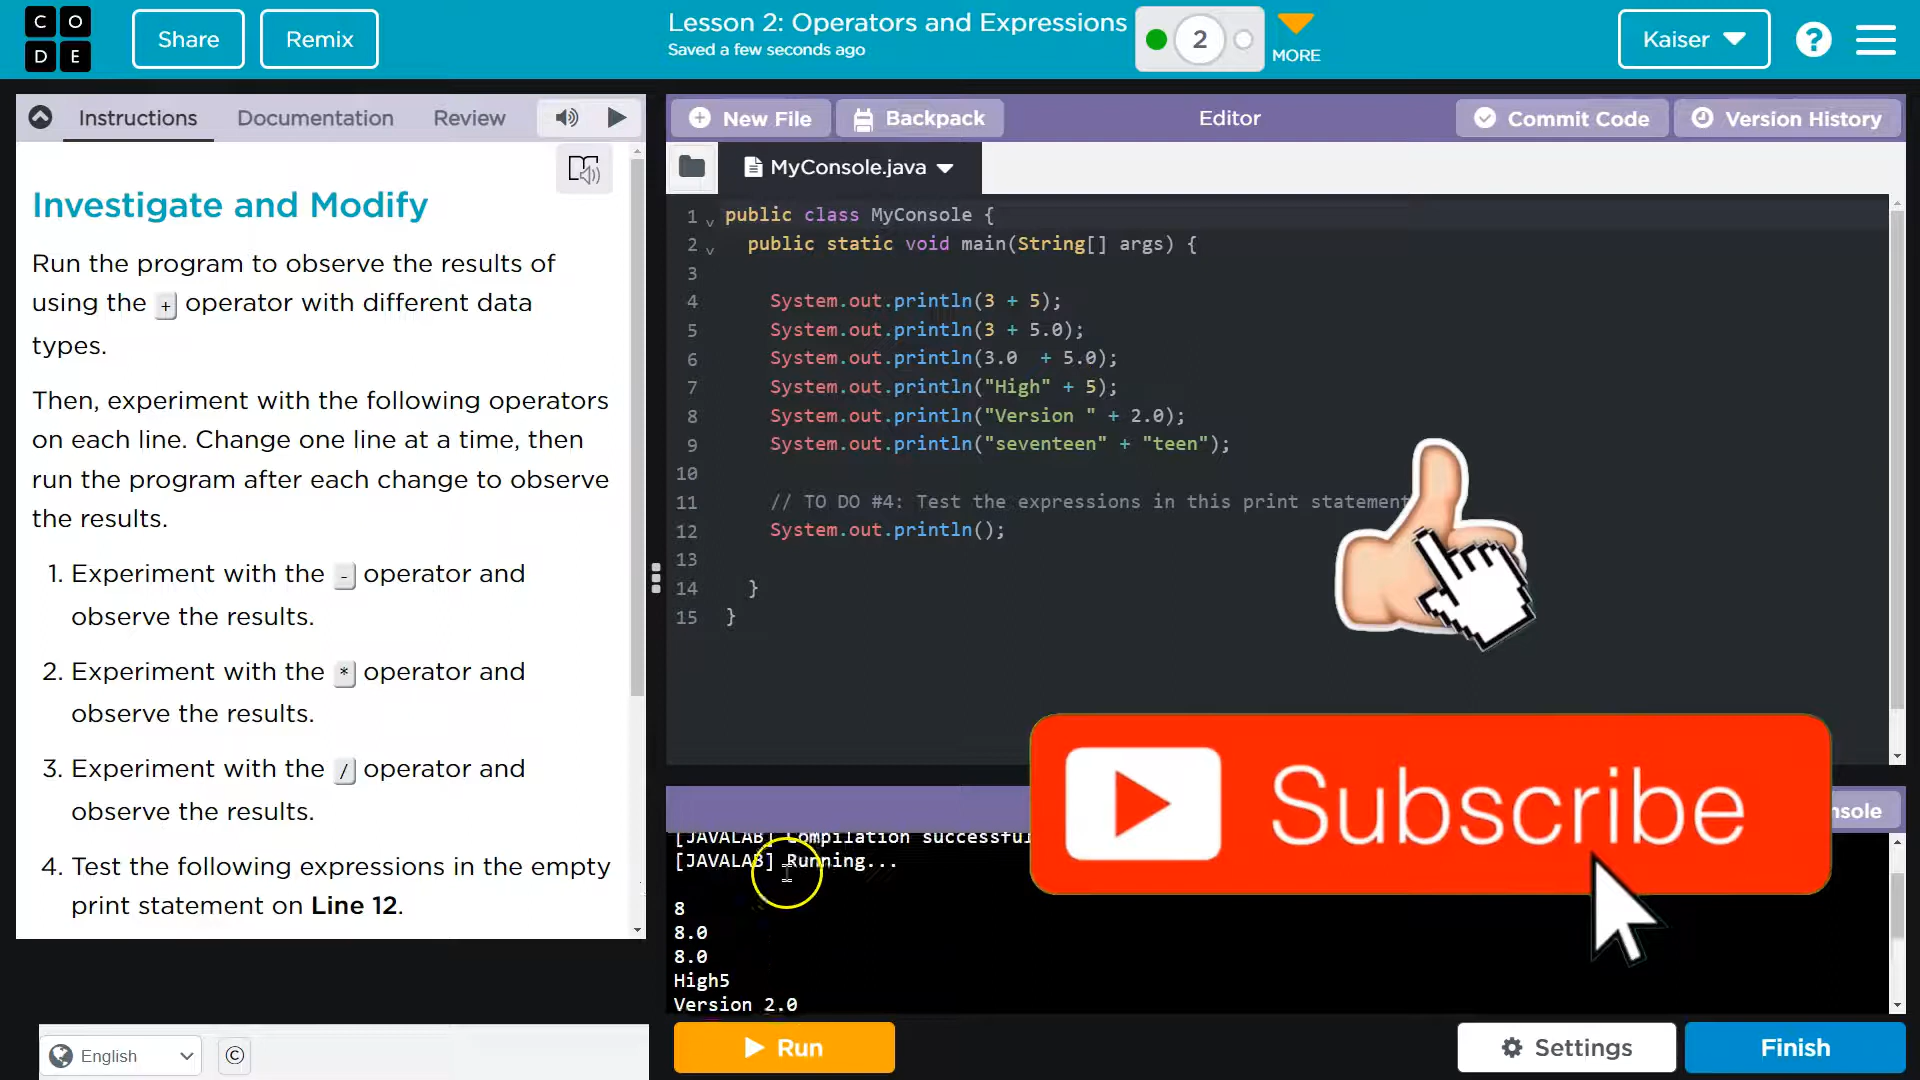 C O
D E
Share
Remix
Lesson 2: Operators and Expressions
Saved a few seconds ago
2
MORE
Kaiser
?
Instructions
Documentation
Review
New File
Backpack
Editor
Commit Code
Version History
MyConsole.java
Investigate and Modify
Run the program to observe the results of
using the + operator with different data
types.
Then, experiment with the following operators
on each line. Change one line at a time, then
run the program after each change to observe
the results.
1. Experiment with the - operator and
observe the results.
2. Experiment with the * operator and
observe the results.
3. Experiment with the / operator and
observe the results.
4. Test the following expressions in the empty
print statement on Line 12.
1 public class MyConsole {
2 public static void main(String[] args) {
3
4 System.out.println(3 + 5);
5 System.out.println(3 + 5.0);
6 System.out.println(3.0  + 5.0);
7 System.out.println("High" + 5);
8 System.out.println("Version " + 2.0);
9 System.out.println("seventeen" + "teen");
10
11 // TO DO #4: Test the expressions in this print statement
12 System.out.println();
13
14 }
15 }
Subscribe
[JAVALAB] Compilation successful
[JAVALAB] Running...
8
8.0
8.0
High5
Version 2.0
English
©
Run
Settings
Finish